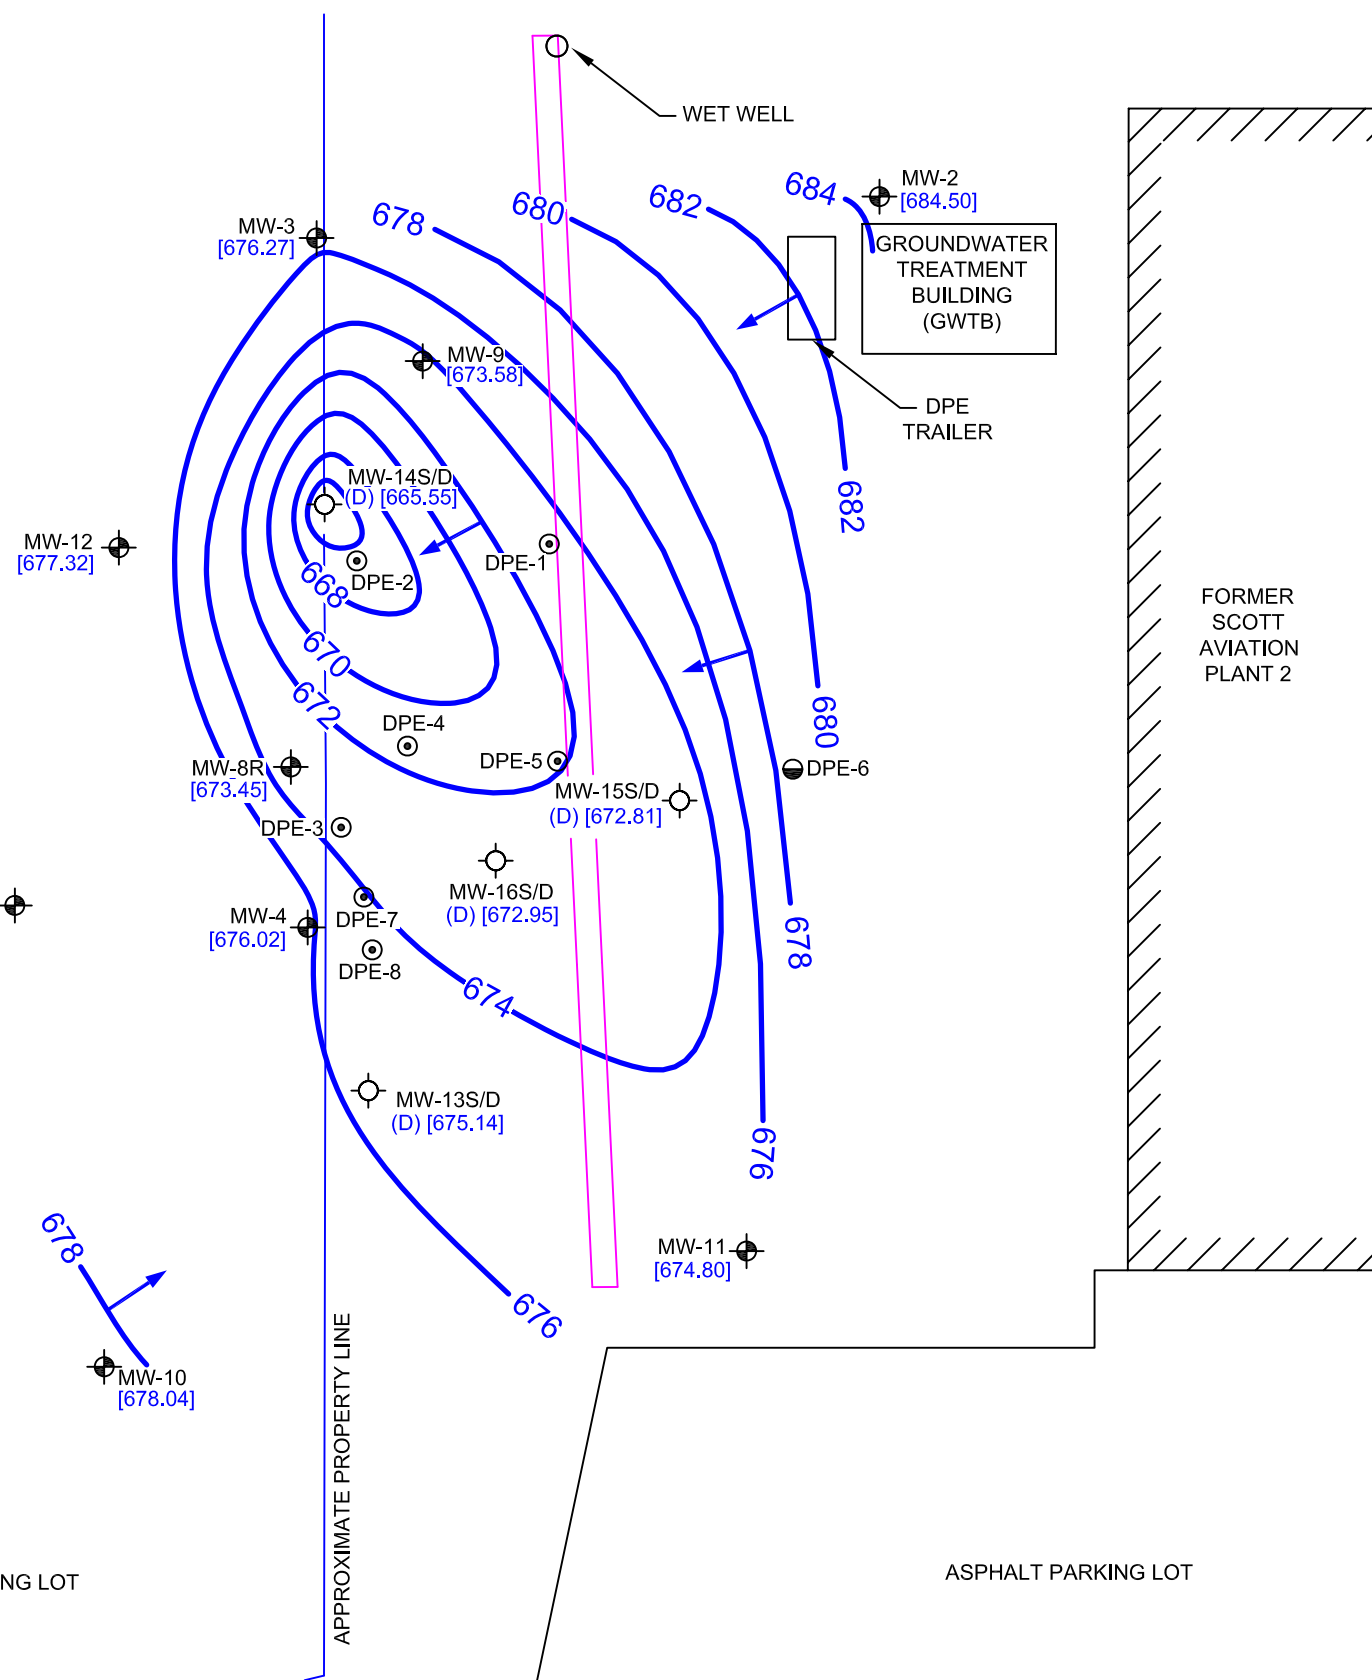 WET WELL
MW-2
[684.50]
684
682
680
678
MW-3
[676.27]
GROUNDWATER
TREATMENT
BUILDING
(GWTB)
MW-9
[673.58]
DPE
TRAILER
MW-14S/D
(D) [665.55]
682
MW-12
[677.32]
DPE-1
DPE-2
668
FORMER
SCOTT
AVIATION
PLANT 2
670
672
680
DPE-4
DPE-5
DPE-6
MW-8R
[673.45]
MW-15S/D
(D) [672.81]
DPE-3
MW-16S/D
(D) [672.95]
MW-4
[676.02]
DPE-7
678
DPE-8
674
MW-13S/D
(D) [675.14]
676
678
MW-11
[674.80]
676
MW-10
[678.04]
APPROXIMATE PROPERTY LINE
NG LOT
ASPHALT PARKING LOT